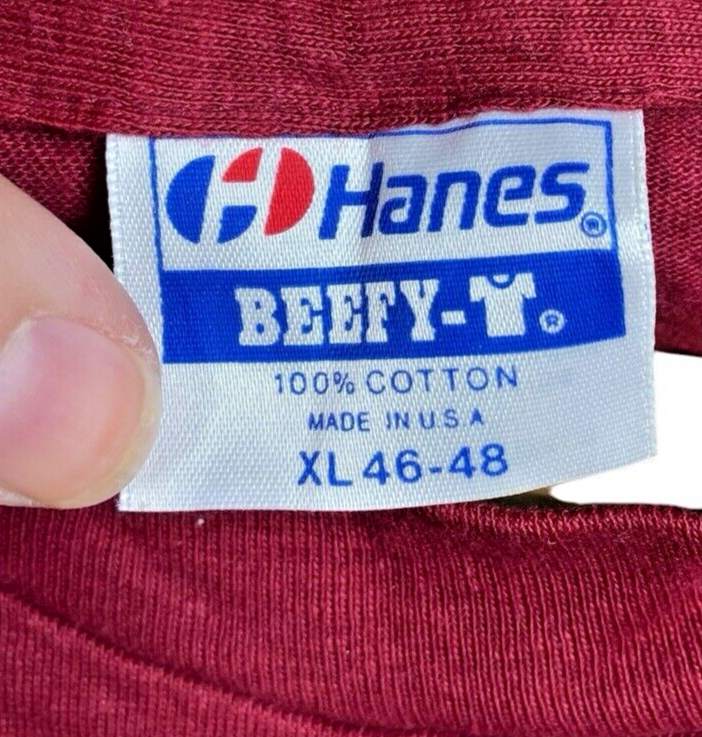 Hanes®
BEEFY-T®
100% COTTON
MADE IN U.S.A
XL 46-48